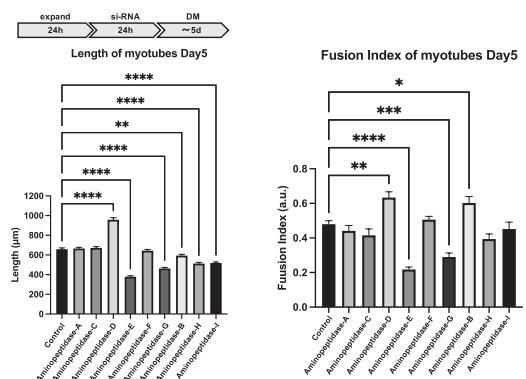 expand si-RNA DM
24h 24h ~5d
Length of myotubes Day5
****
****
**
****
****
****
Length (μm)
1200
1000
800
600
400
200
0
Control
Aminopeptidase-A
Aminopeptidase-C
Aminopeptidase-D
Aminopeptidase-E
Aminopeptidase-F
Aminopeptidase-G
Aminopeptidase-B
Aminopeptidase-H
Aminopeptidase-I
Fusion Index of myotubes Day5
*
***
****
**
Fuusion Index (a.u.)
0.8
0.6
0.4
0.2
0.0
Control
Aminopeptidase-A
Aminopeptidase-C
Aminopeptidase-D
Aminopeptidase-E
Aminopeptidase-F
Aminopeptidase-G
Aminopeptidase-B
Aminopeptidase-H
Aminopeptidase-I